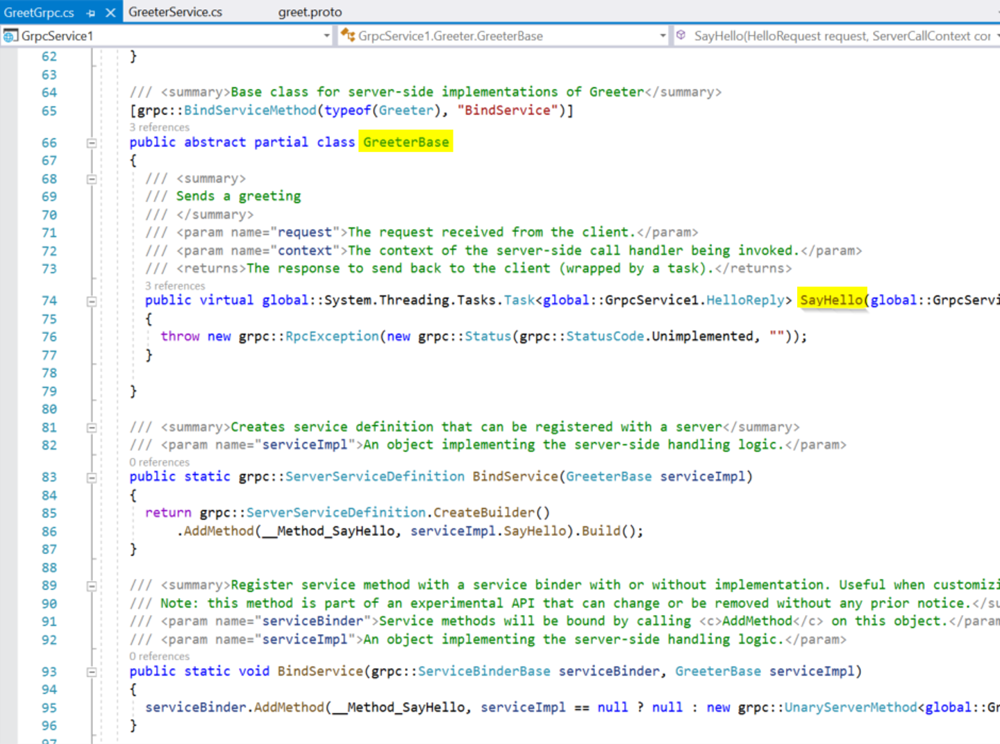 GreetGrpc.cs GreeterService.cs greet.proto
GrpcService1 GrpcService1.Greeter.GreeterBase SayHello(HelloRequest request, ServerCallContext cor
62 }
63
64 /// <summary>Base class for server-side implementations of Greeter</summary>
65 [grpc::BindServiceMethod(typeof(Greeter), "BindService")]
3 references
66 public abstract partial class GreeterBase
67 {
68 /// <summary>
69 /// Sends a greeting
70 /// </summary>
71 /// <param name="request">The request received from the client.</param>
72 /// <param name="context">The context of the server-side call handler being invoked.</param>
73 /// <returns>The response to send back to the client (wrapped by a task).</returns>
3 references
74 public virtual global::System.Threading.Tasks.Task<global::GrpcService1.HelloReply> SayHello(global::GrpcServi
75 {
76 throw new grpc::RpcException(new grpc::Status(grpc::StatusCode.Unimplemented, ""));
77 }
78
79 }
80
81 /// <summary>Creates service definition that can be registered with a server</summary>
82 /// <param name="serviceImpl">An object implementing the server-side handling logic.</param>
0 references
83 public static grpc::ServerServiceDefinition BindService(GreeterBase serviceImpl)
84 {
85 return grpc::ServerServiceDefinition.CreateBuilder()
86 .AddMethod(__Method_SayHello, serviceImpl.SayHello).Build();
87 }
88
89 /// <summary>Register service method with a service binder with or without implementation. Useful when customizi
90 /// Note: this method is part of an experimental API that can change or be removed without any prior notice.</su
91 /// <param name="serviceBinder">Service methods will be bound by calling <c>AddMethod</c> on this object.</param
92 /// <param name="serviceImpl">An object implementing the server-side handling logic.</param>
0 references
93 public static void BindService(grpc::ServiceBinderBase serviceBinder, GreeterBase serviceImpl)
94 {
95 serviceBinder.AddMethod(__Method_SayHello, serviceImpl == null ? null : new grpc::UnaryServerMethod<global::Gr
96 }
97